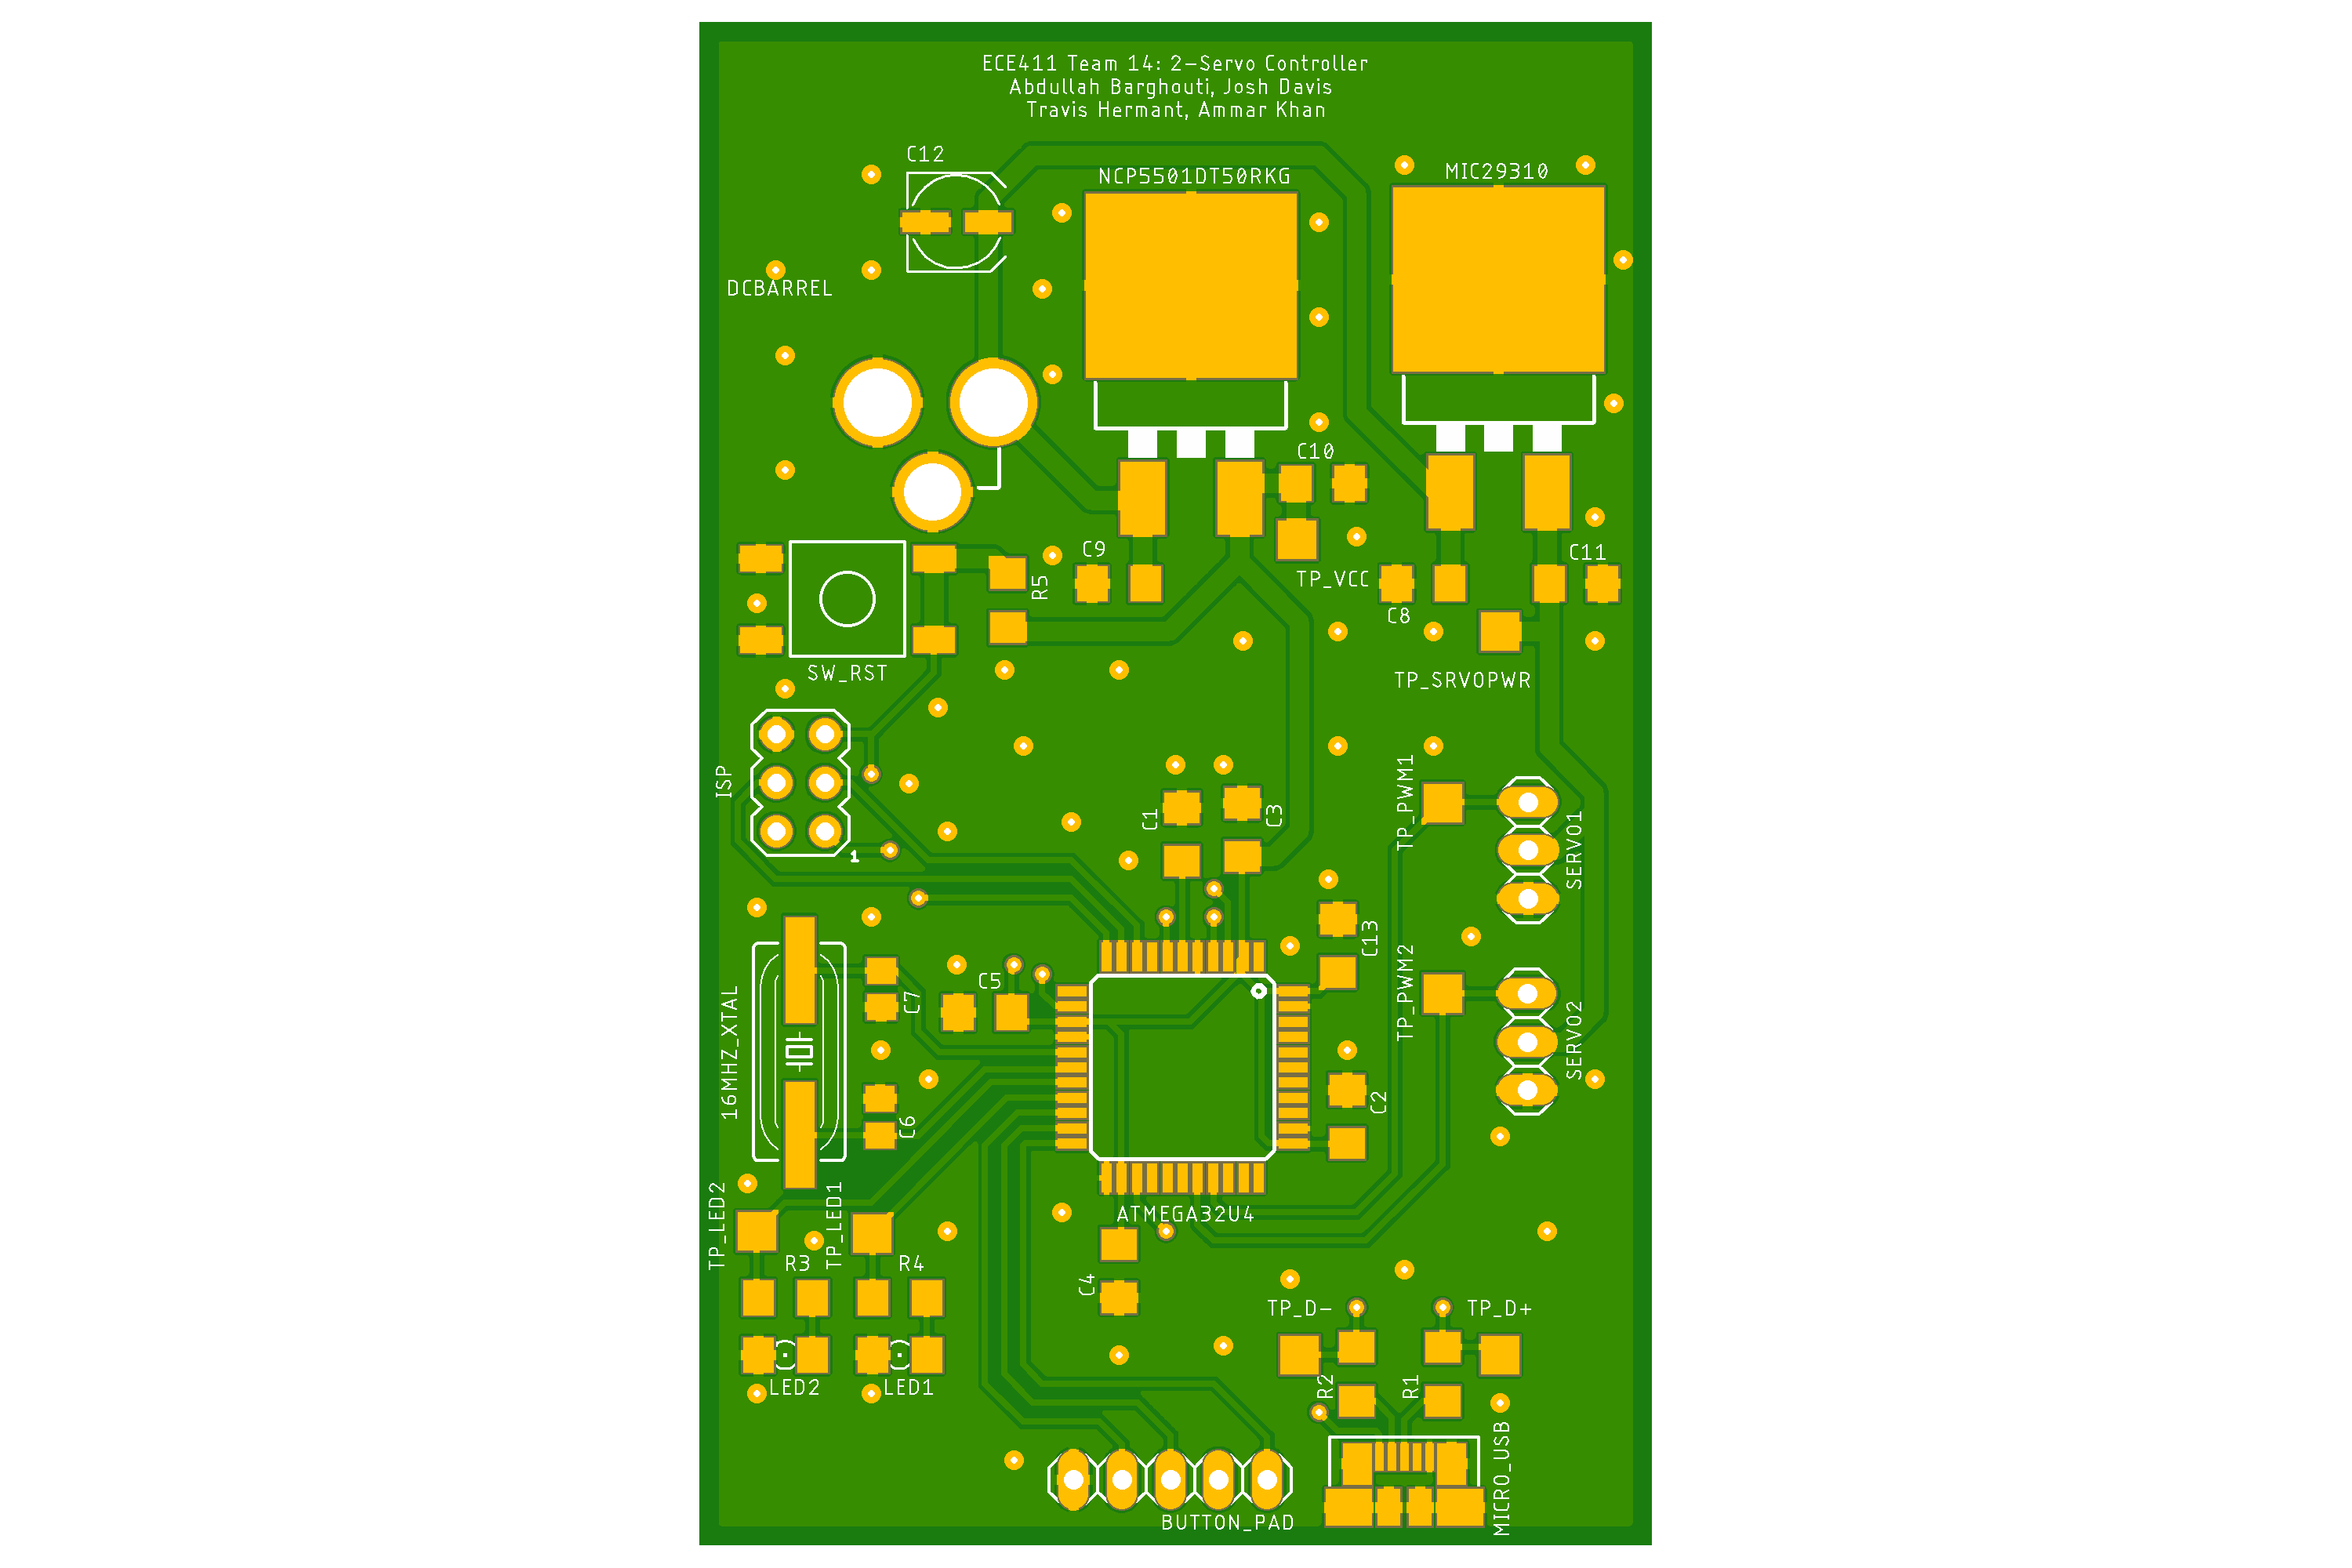 ECE411 Team 14: 2-Servo Controller
Abdullah Barghouti, Josh Davis
Travis Hermant, Ammar Khan
C12
NCP5501DT50RKG
MIC29310
DCBARREL
C10
C9
C11
R5
TP_VCC
C8
SW_RST
TP_SRVOPWR
ISP
TP_PWM1
C1
C3
SERVO1
1
C13
TP_PWM2
C5
C7
16MHZ_XTAL
SERVO2
C2
C6
TP_LED2
TP_LED1
ATMEGA32U4
R3
R4
C4
TP_D-
TP_D+
LED2
LED1
R2
R1
MICRO_USB
BUTTON_PAD